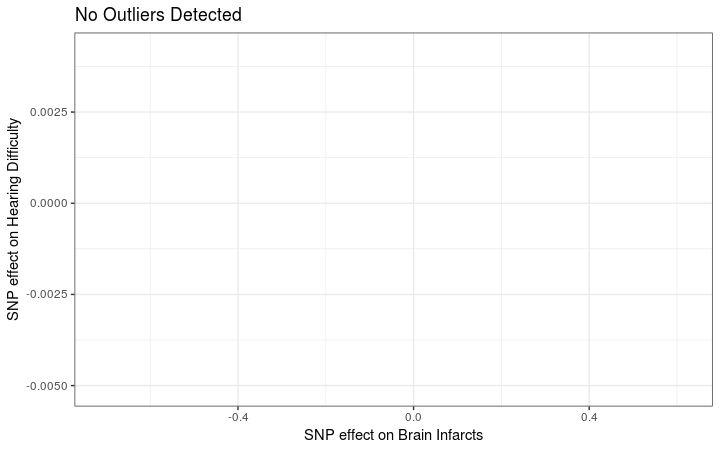 No Outliers Detected
SNP effect on Hearing Difficulty
0.0025
0.0000
-0.0025
-0.0050
-0.4
0.0
0.4
SNP effect on Brain Infarcts